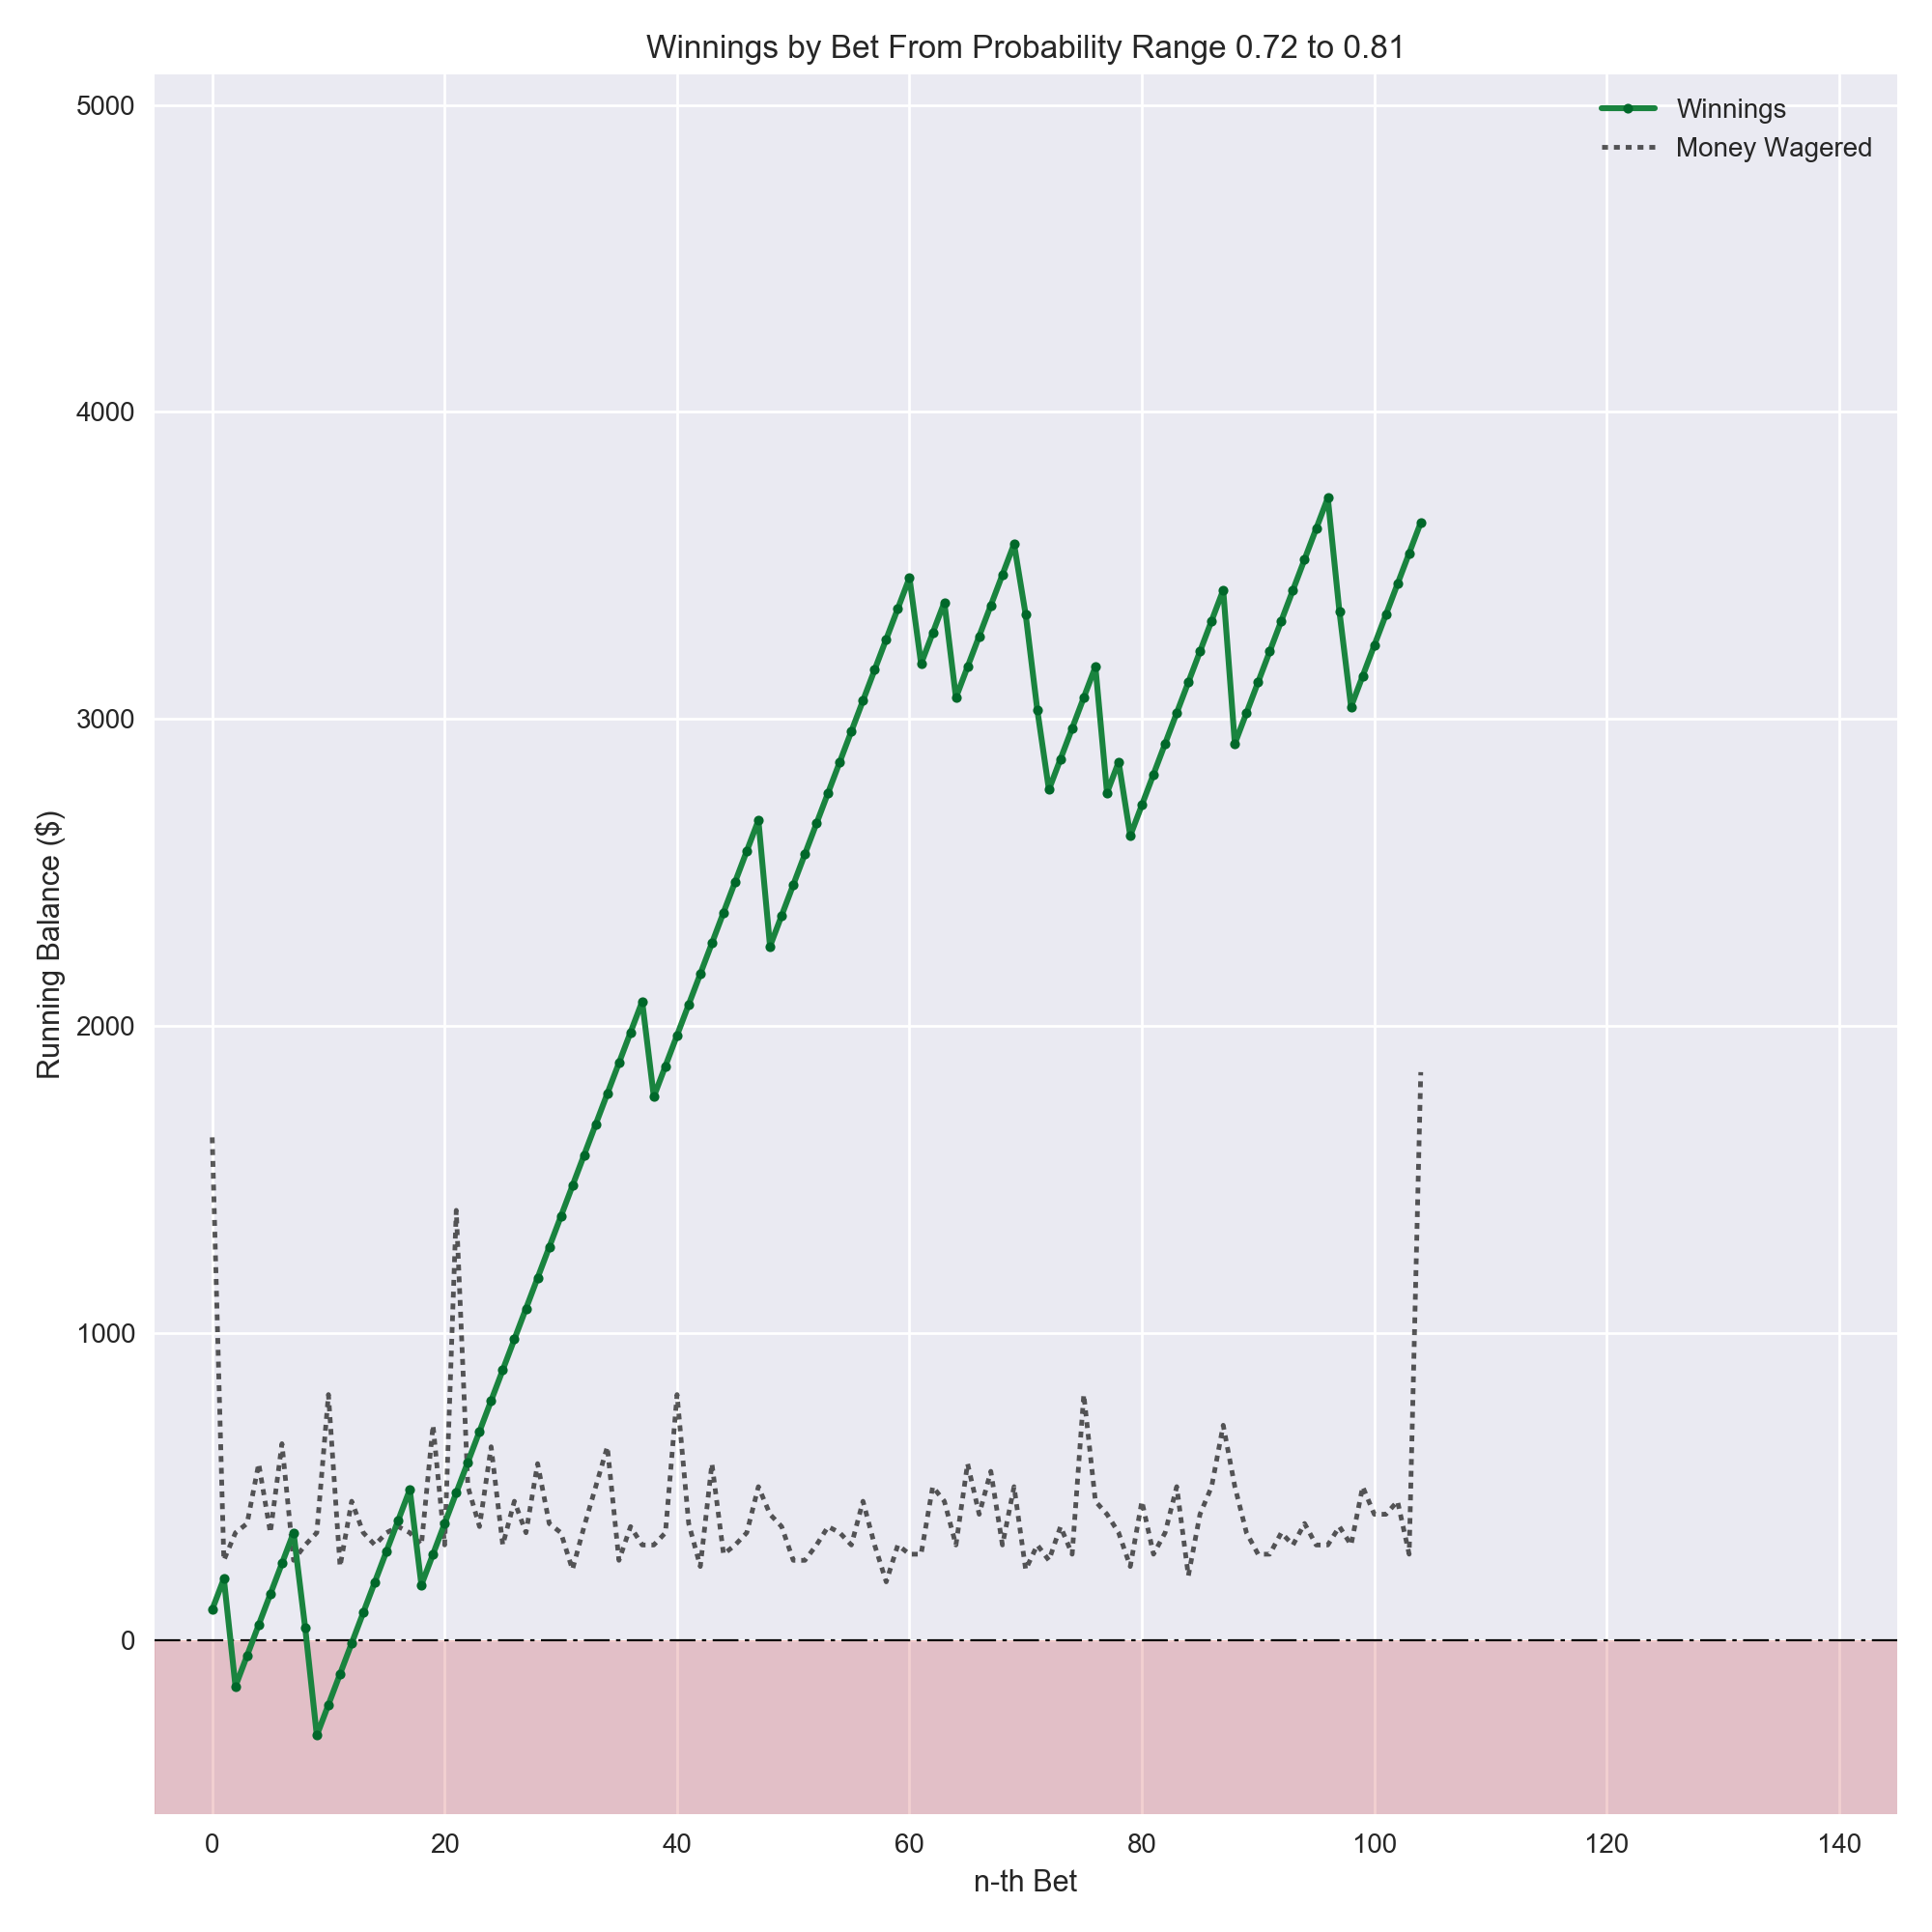 Winnings by Bet From Probability Range 0.72 to 0.81
5000
4000
3000
2000
1000
0
Running Balance ($)
Winnings
Money Wagered
0 20 40 60 80 100 120 140
n-th Bet